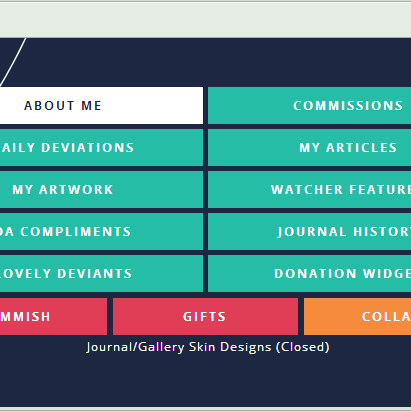 ABOUT ME COMMISSIONS
AILY DEVIATIONS MY ARTICLES
MY ARTWORK WATCHER FEATURE
DA COMPLIMENTS JOURNAL HISTORY
LOVELY DEVIANTS DONATION WIDGE
MMISH GIFTS COLLA
Journal/Gallery Skin Designs (Closed)